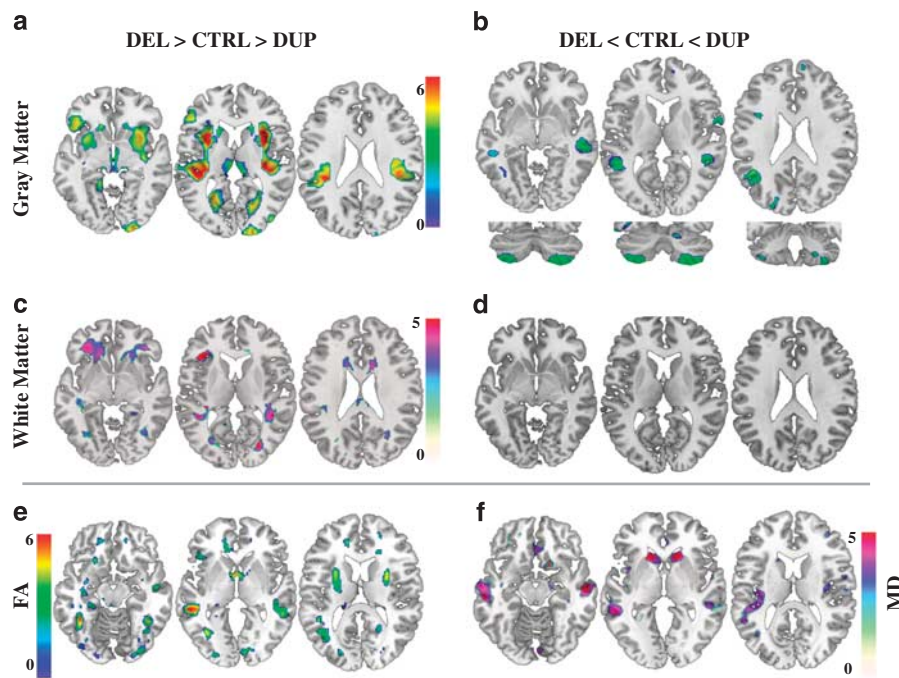 a
b
DEL > CTRL > DUP
DEL < CTRL < DUP
Gray Matter
6
0
c
d
White Matter
5
0
e
f
FA
6
0
5
0
MD